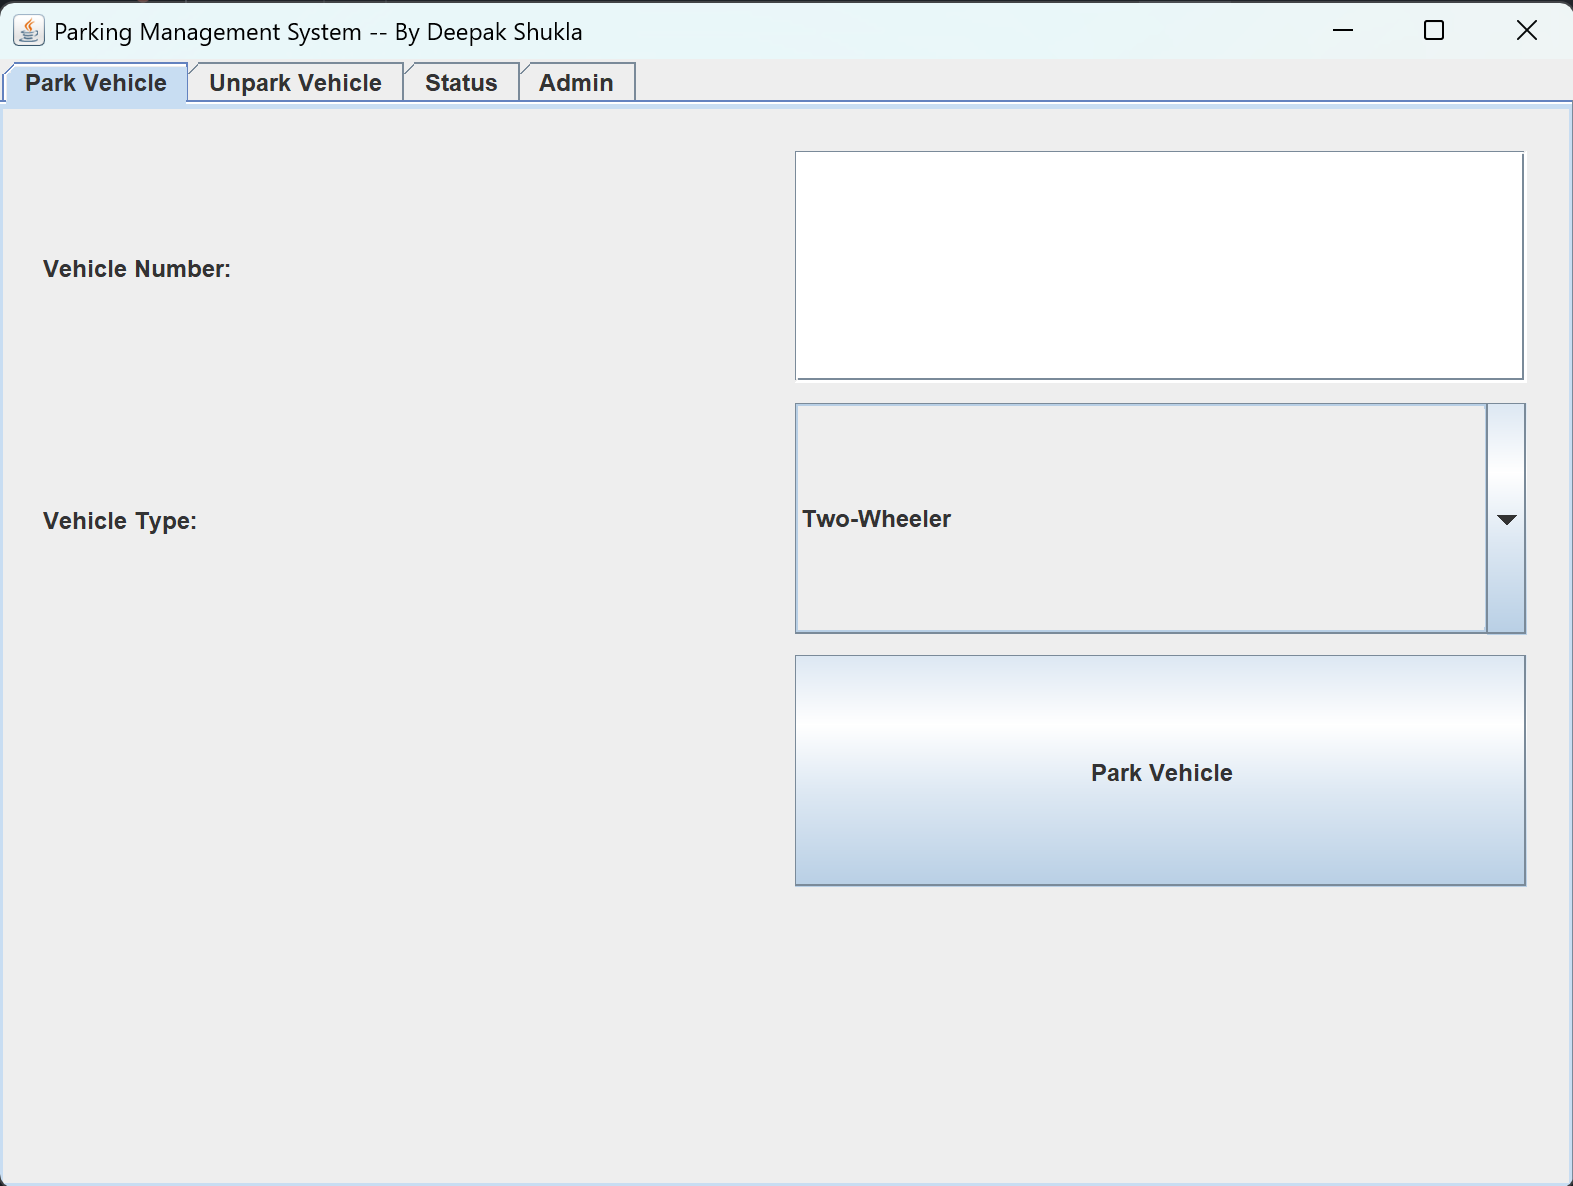 Parking Management System -- By Deepak Shukla
Park Vehicle
Unpark Vehicle
Status
Admin
Vehicle Number:
Vehicle Type:
Two-Wheeler
Park Vehicle